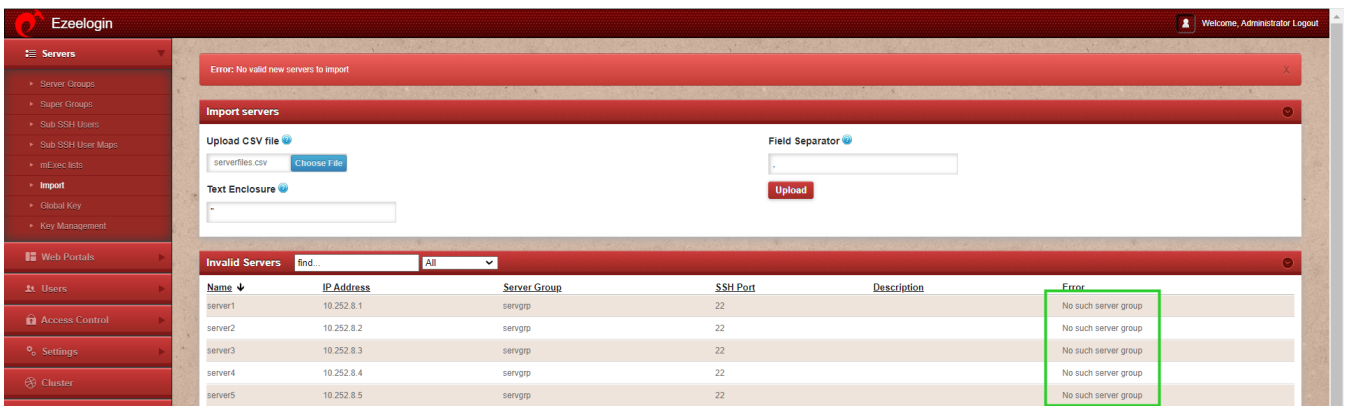 Ezeelogin
Welcome, Administrator Logout
Servers
Server Groups
Super Groups
Sub SSH Users
Sub SSH User Maps
mExec lists
Import
Global Key
Key Management
Web Portals
Users
Access Control
Settings
Cluster
Error: No valid new servers to import X
Import servers
Upload CSV file
serverfiles.csv Choose File
Field Separator
,
Text Enclosure
"
Upload
Invalid Servers find... All
Name IP Address Server Group SSH Port Description Error
server1 10.252.8.1 servgrp 22 No such server group
server2 10.252.8.2 servgrp 22 No such server group
server3 10.252.8.3 servgrp 22 No such server group
server4 10.252.8.4 servgrp 22 No such server group
server5 10.252.8.5 servgrp 22 No such server group